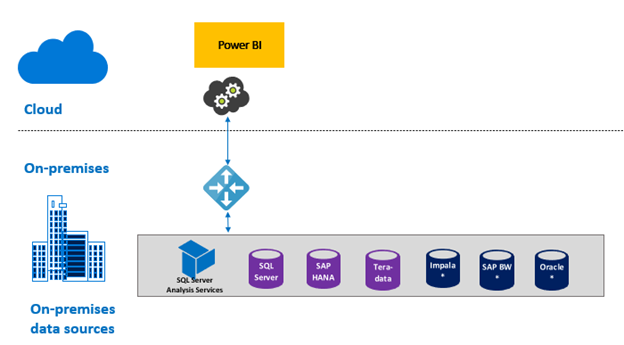 Power BI
Cloud
On-premises
SQL Server
Analysis Services
SQL
Server
SAP
HANA
Tera-
data
Impala
*
SAP BW
*
Oracle
*
On-premises
data sources